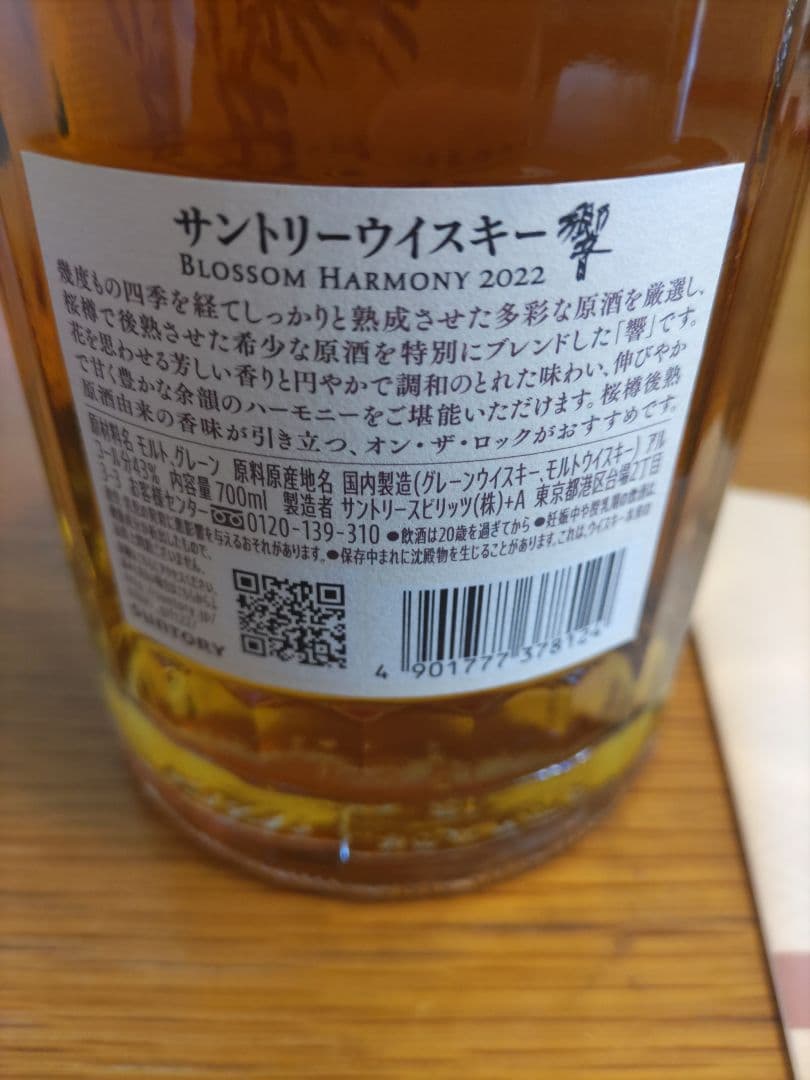 サントリーウイスキー 響
BLOSSOM HARMONY 2022
幾度もの四季を経てしっかりと熟成させた多彩な原酒を厳選し、
桜樽で後熟させた希少な原酒を特別にブレンドした「響」です。
花を思わせる芳しい香りと円やかで調和のとれた味わい、伸びやか
で甘く豊かな余韻のハーモニーをご堪能いただけます。桜樽後熟
原酒由来の香味が引き立つ、オン・ザ・ロックがおすすめです。
原材料名 モルト、グレーン 原料原産地名 国内製造(グレーンウイスキー、モルトウイスキー) アル
コール分43% 内容量700ml 製造者 サントリースピリッツ(株)+A 東京都港区台場2丁目
3-3 お客様センター 0120-139-310 ●飲酒は20歳を過ぎてから ●妊娠中や授乳期の飲酒は、
悪影響を与えるおそれがあります。●保存中まれに沈殿物を生じることがあります。これは、ウイスキー
SUNTORY
4 901777 378124